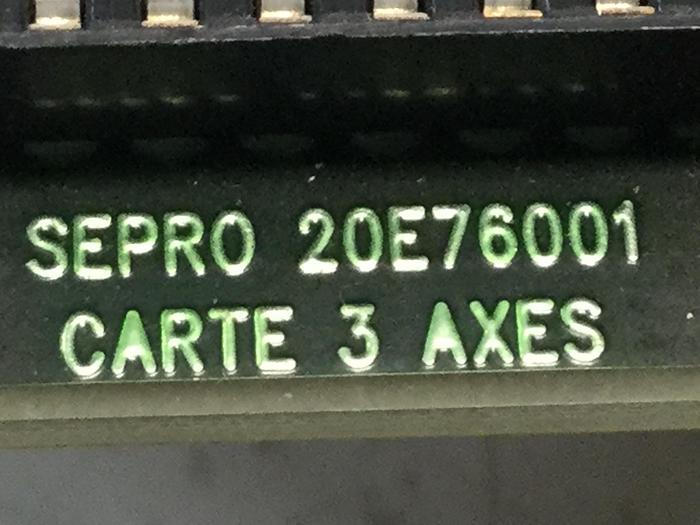 SEPRO 20E76001
CARTE 3 AXES